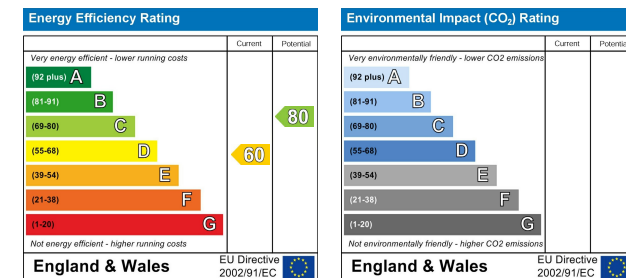 Energy Efficiency Rating
Current Potential
Very energy efficient - lower running costs
(92 plus) A
(81-91) B
(69-80) C
80
(55-68) D
60
(39-54) E
(21-38) F
(1-20) G
Not energy efficient - higher running costs
England & Wales
EU Directive
2002/91/EC
Environmental Impact (CO2) Rating
Current Potential
Very environmentally friendly - lower CO2 emissions
(92 plus) A
(81-91) B
(69-80) C
(55-68) D
(39-54) E
(21-38) F
(1-20) G
Not environmentally friendly - higher CO2 emissions
England & Wales
EU Directive
2002/91/EC